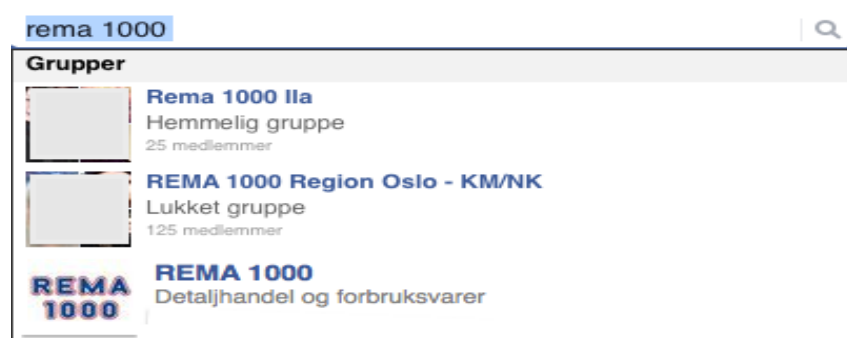 rema 1000
Grupper
Rema 1000 Ila
Hemmelig gruppe
25 medlemmer
REMA 1000 Region Oslo - KM/NK
Lukket gruppe
125 medlemmer
REMA 1000
REMA 1000
Detaljhandel og forbruksvarer